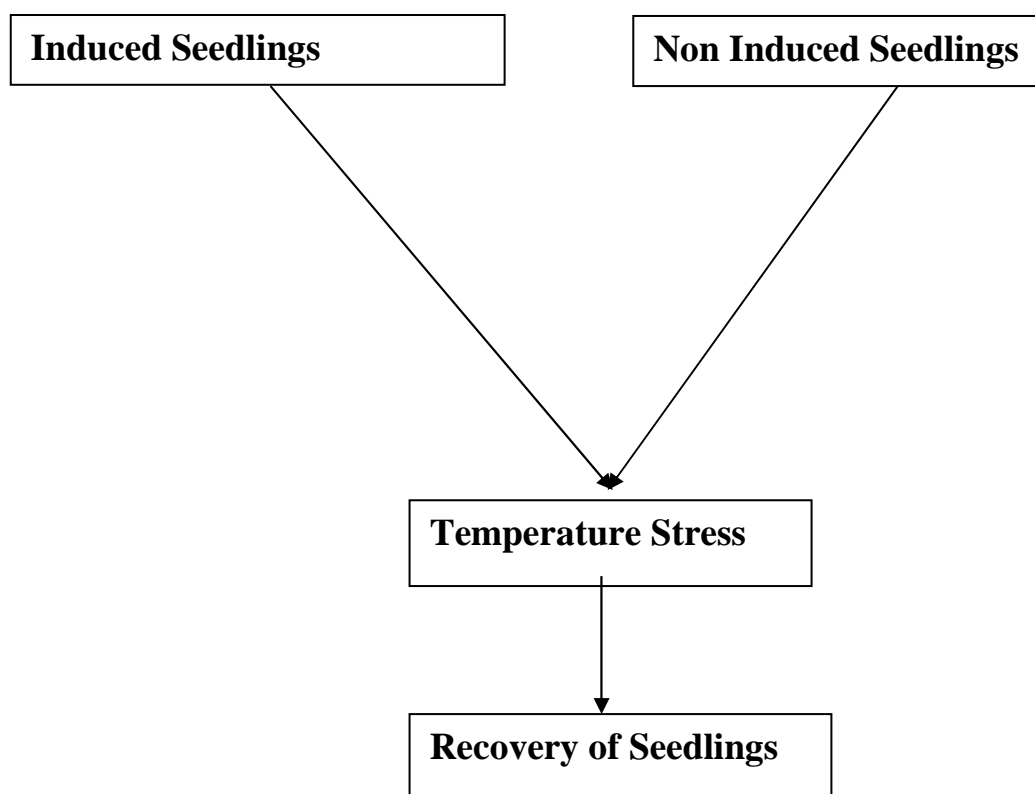 Induced Seedlings
Non Induced Seedlings
Temperature Stress
Recovery of Seedlings